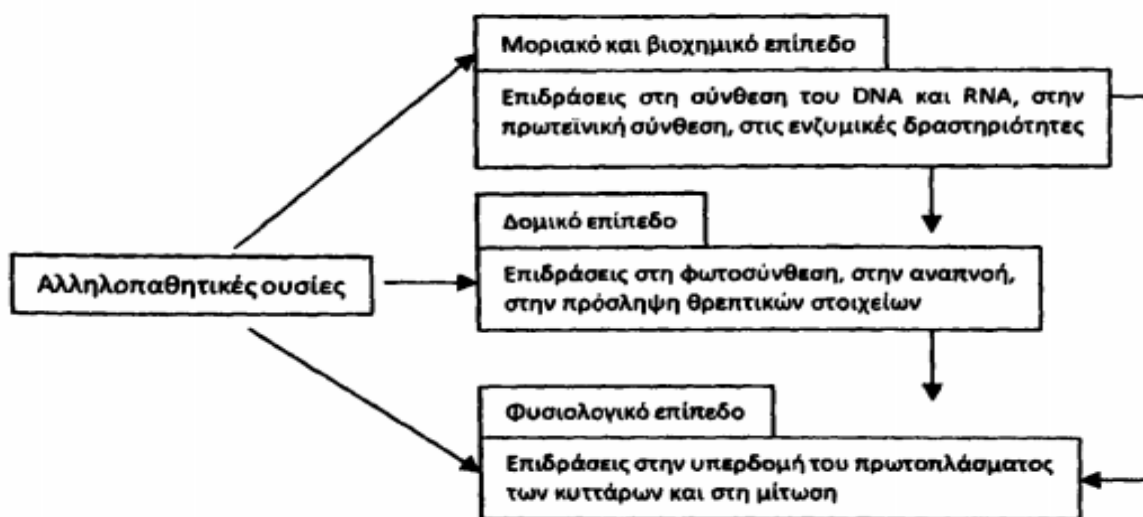 Μοριακό και βιοχημικό επίπεδο
Επιδράσεις στη σύνθεση του DNA και RNA, στην
πρωτεϊνική σύνθεση, στις ενζυμικές δραστηριότητες
Δομικό επίπεδο
Επιδράσεις στη φωτοσύνθεση, στην αναπνοή,
στην πρόσληψη θρεπτικών στοιχείων
Αλληλοπαθητικές ουσίες
Φυσιολογικό επίπεδο
Επιδράσεις στην υπερδομή του πρωτοπλάσματος
των κυττάρων και στη μίτωση